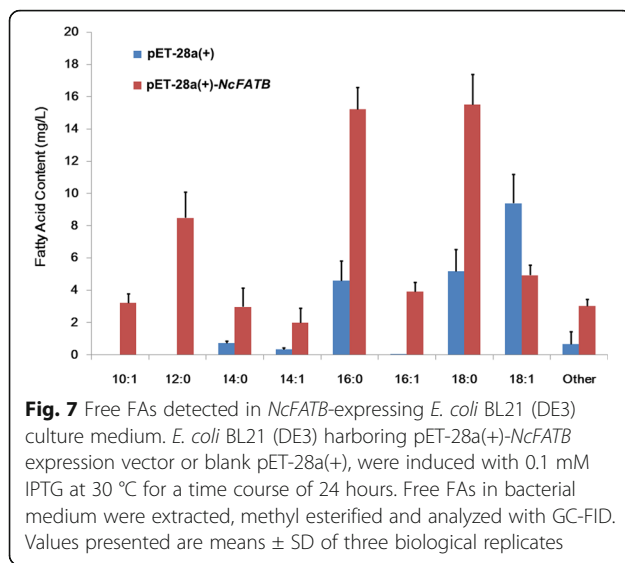 20
18
16
14
12
10
8
6
4
2
0
Fatty Acid Content (mg/L)
pET-28a(+)
pET-28a(+)-NcFATB
10:1 12:0 14:0 14:1 16:0 16:1 18:0 18:1 Other
Fig. 7 Free FAs detected in NcFATB-expressing E. coli BL21 (DE3)
culture medium. E. coli BL21 (DE3) harboring pET-28a(+)-NcFATB
expression vector or blank pET-28a(+), were induced with 0.1 mM
IPTG at 30 °C for a time course of 24 hours. Free FAs in bacterial
medium were extracted, methyl esterified and analyzed with GC-FID.
Values presented are means ± SD of three biological replicates